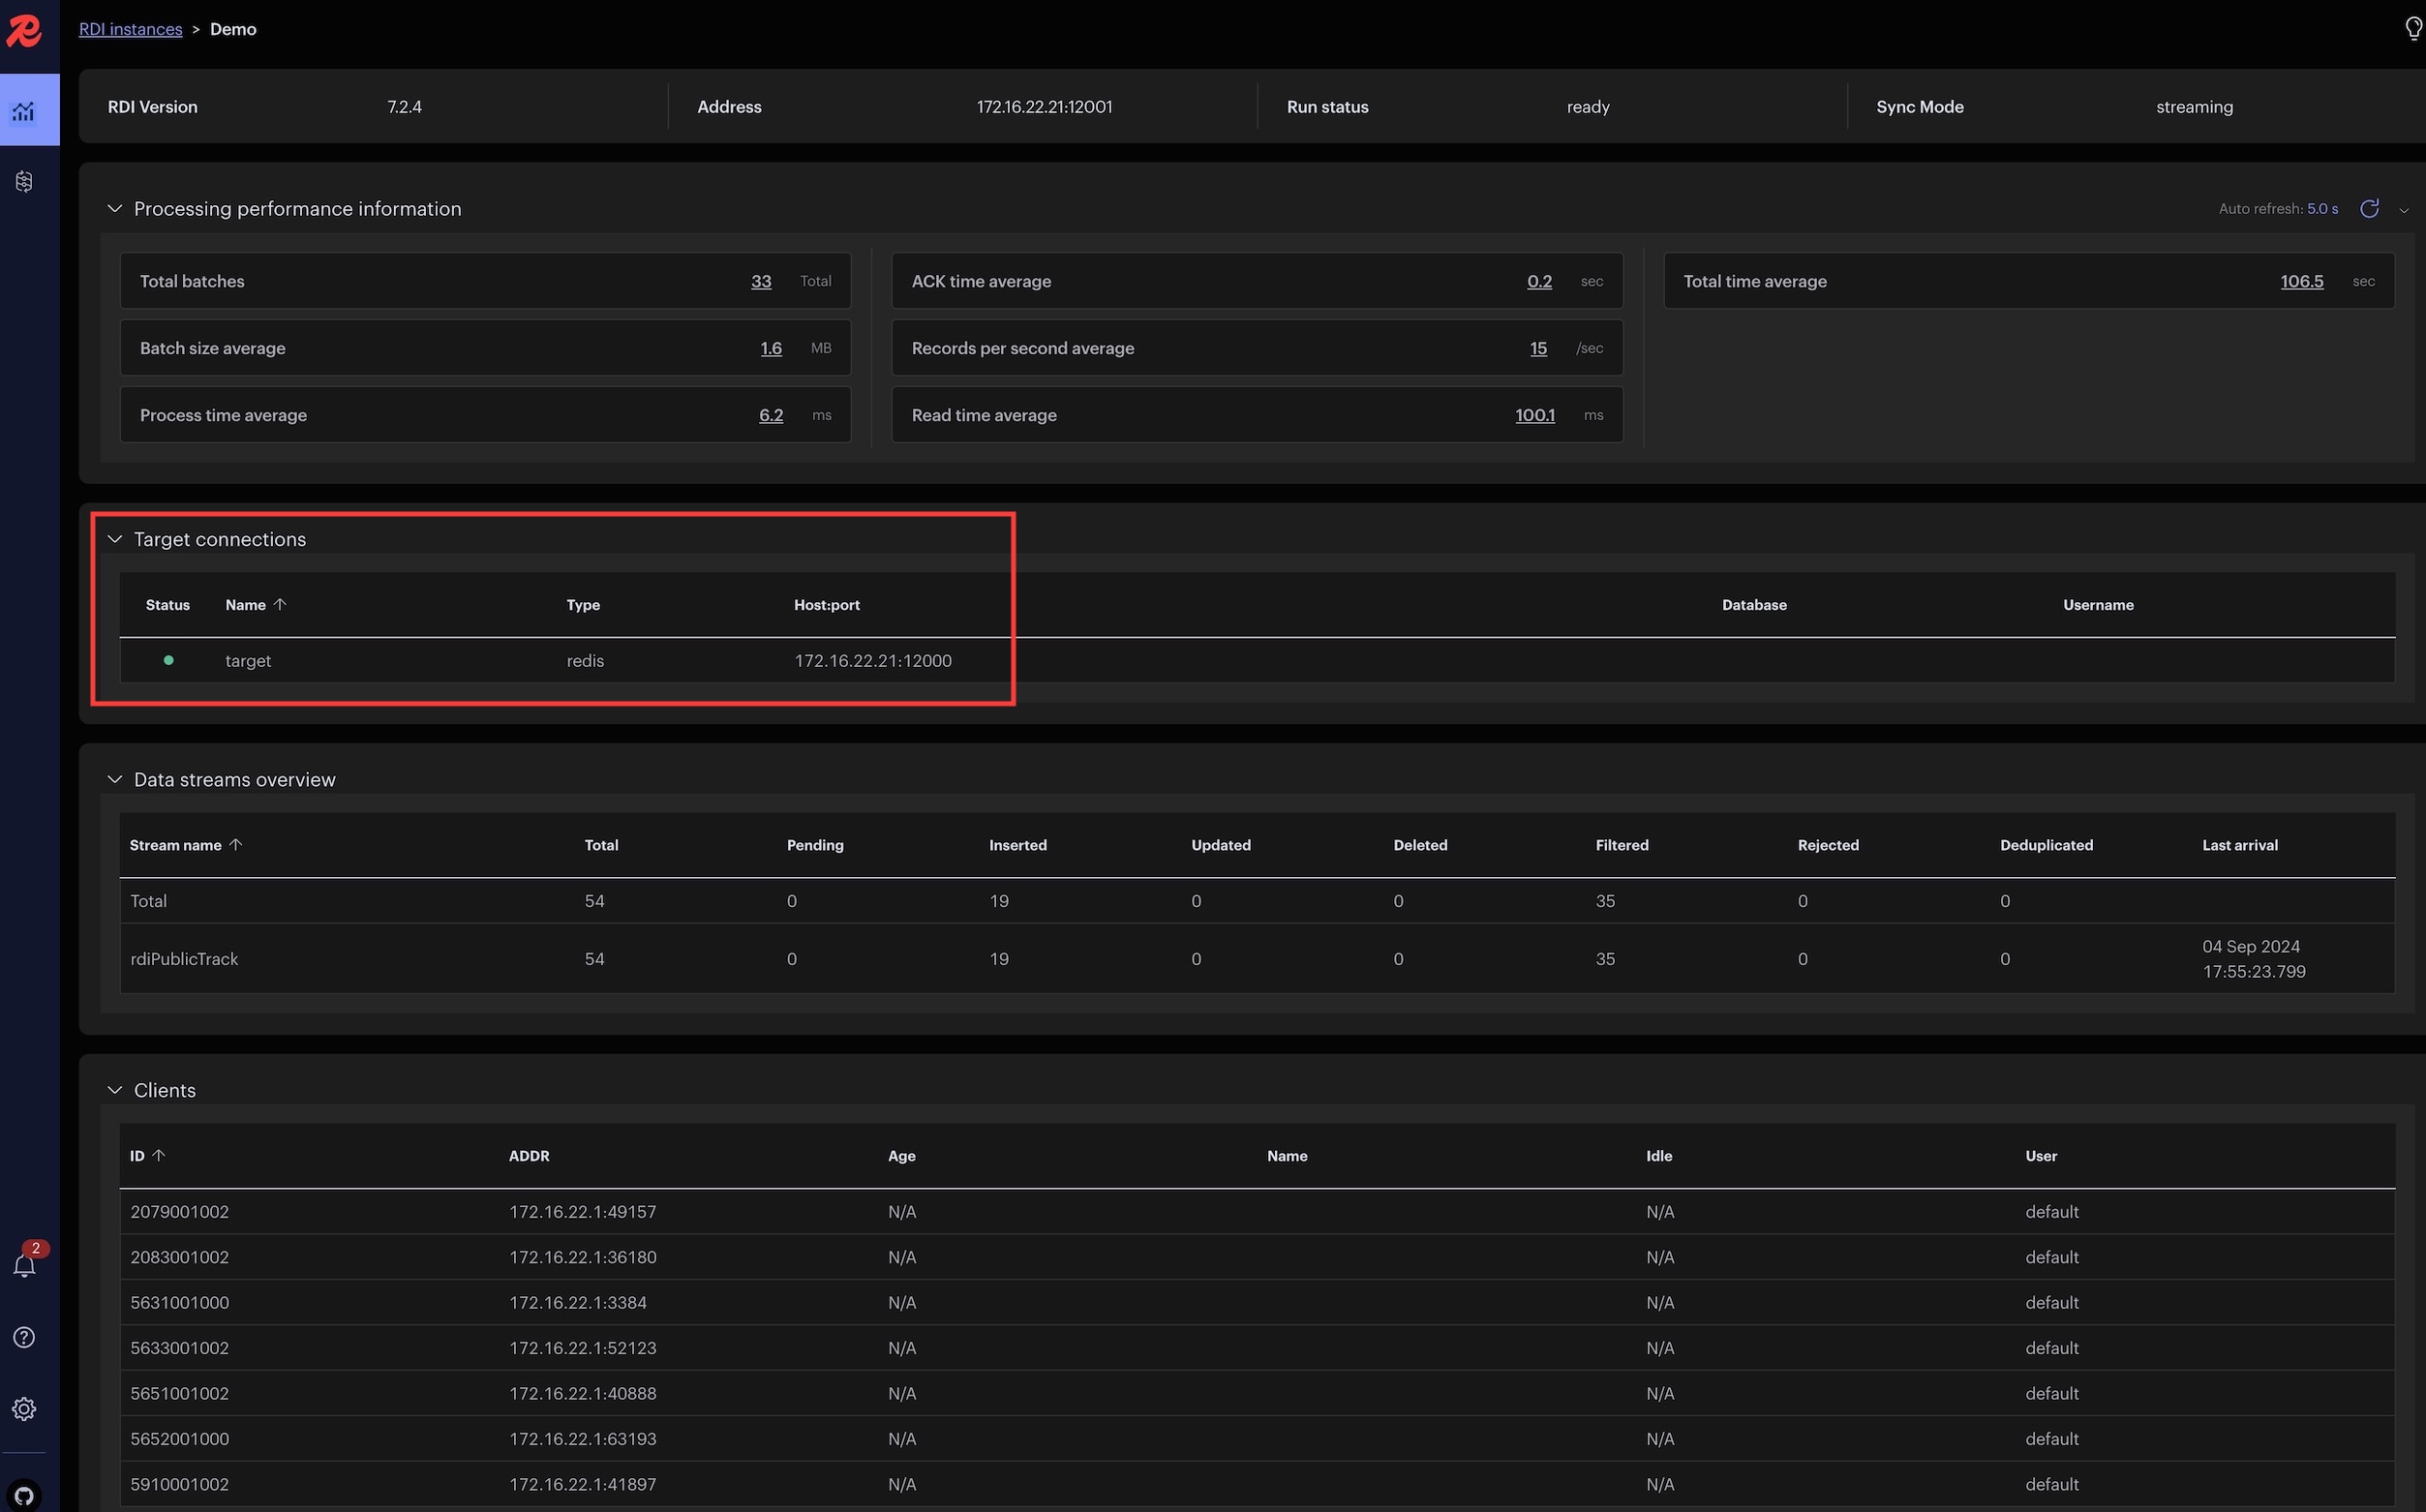 RDI instances > Demo
RDI Version 7.2.4 Address 172.16.22.21:12001 Run status ready Sync Mode streaming
Processing performance information Auto refresh: 5.0 s
Total batches 33 Total ACK time average 0.2 sec Total time average 106.5 sec
Batch size average 1.6 MB Records per second average 15 /sec
Process time average 6.2 ms Read time average 100.1 ms
Target connections
Status Name ↑ Type Host:port Database Username
target redis 172.16.22.21:12000
Data streams overview
Stream name ↑ Total Pending Inserted Updated Deleted Filtered Rejected Deduplicated Last arrival
Total 54 0 19 0 0 35 0 0
rdiPublicTrack 54 0 19 0 0 35 0 0 04 Sep 2024
17:55:23.799
Clients
ID ↑ ADDR Age Name Idle User
2079001002 172.16.22.1:49157 N/A N/A default
2083001002 172.16.22.1:36180 N/A N/A default
2
5631001000 172.16.22.1:3384 N/A N/A default
5633001002 172.16.22.1:52123 N/A N/A default
5651001002 172.16.22.1:40888 N/A N/A default
5652001000 172.16.22.1:63193 N/A N/A default
5910001002 172.16.22.1:41897 N/A N/A default